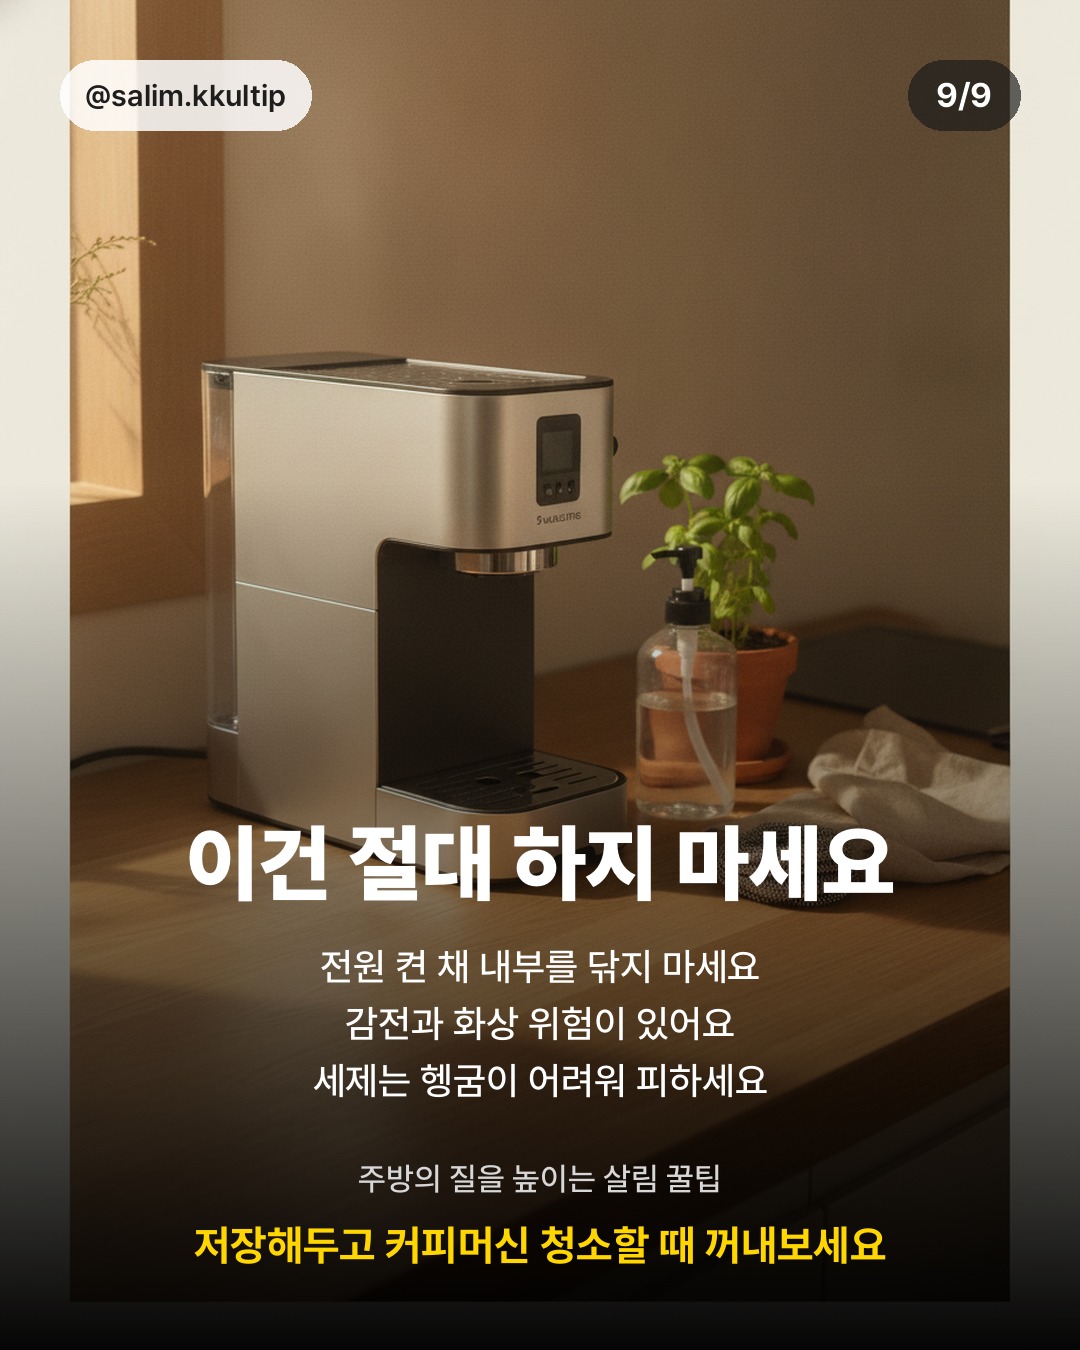 @salim.kkultip
9/9
이건 절대 하지 마세요
전원 켠 채 내부를 닦지 마세요
감전과 화상 위험이 있어요
세제는 헹굼이 어려워 피하세요
주방의 질을 높이는 살림 꿀팁
저장해두고 커피머신 청소할 때 꺼내보세요